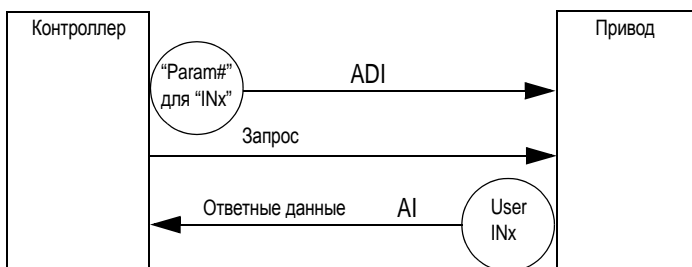 Контроллер
Привод
“Param#”
для “INx”
ADI
Запрос
Ответные данные
AI
User
INx